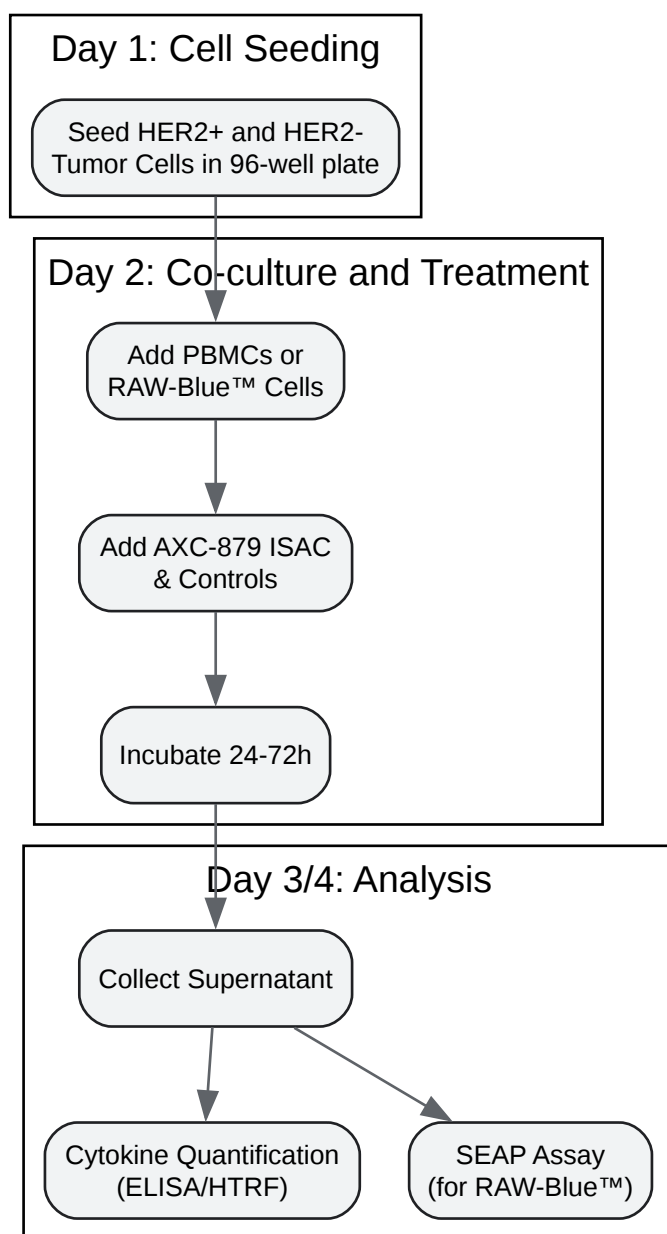 Day 1: Cell Seeding
Seed HER2+ and HER2-
Tumor Cells in 96-well plate
Day 2: Co-culture and Treatment
Add PBMCs or
RAW-Blue™ Cells
Add AXC-879 ISAC
& Controls
Incubate 24-72h
Day 3/4: Analysis
Collect Supernatant
Cytokine Quantification
(ELISA/HTRF)
SEAP Assay
(for RAW-Blue™)